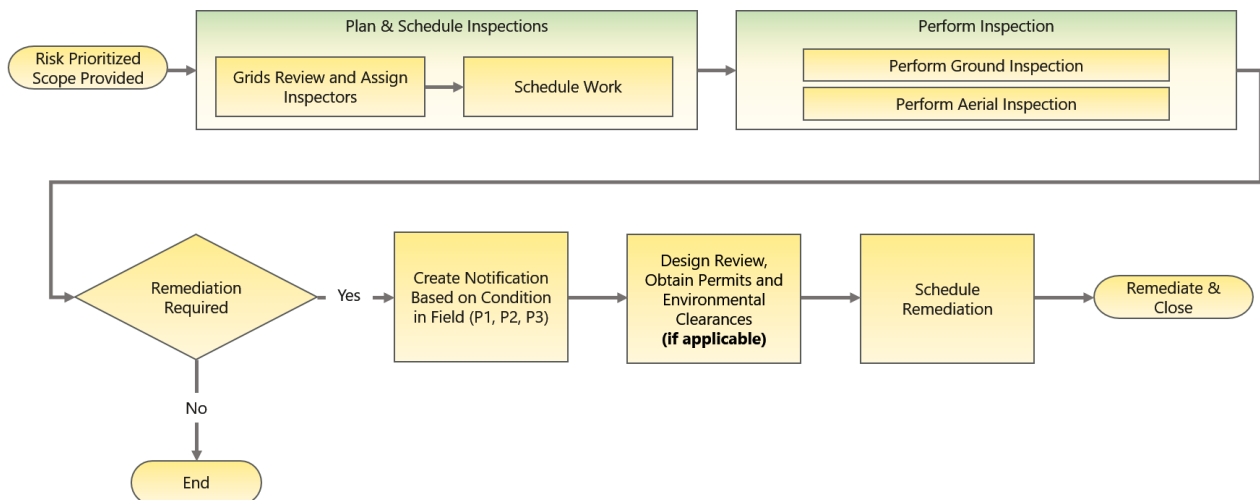 Plan & Schedule Inspections
Perform Inspection
Risk Prioritized
Scope Provided
Grids Review and Assign
Inspectors
Schedule Work
Perform Ground Inspection
Perform Aerial Inspection
Remediation
Required
Yes
Create Notification
Based on Condition
in Field (P1, P2, P3)
Design Review,
Obtain Permits and
Environmental
Clearances
(if applicable)
Schedule
Remediation
Remediate &
Close
No
End